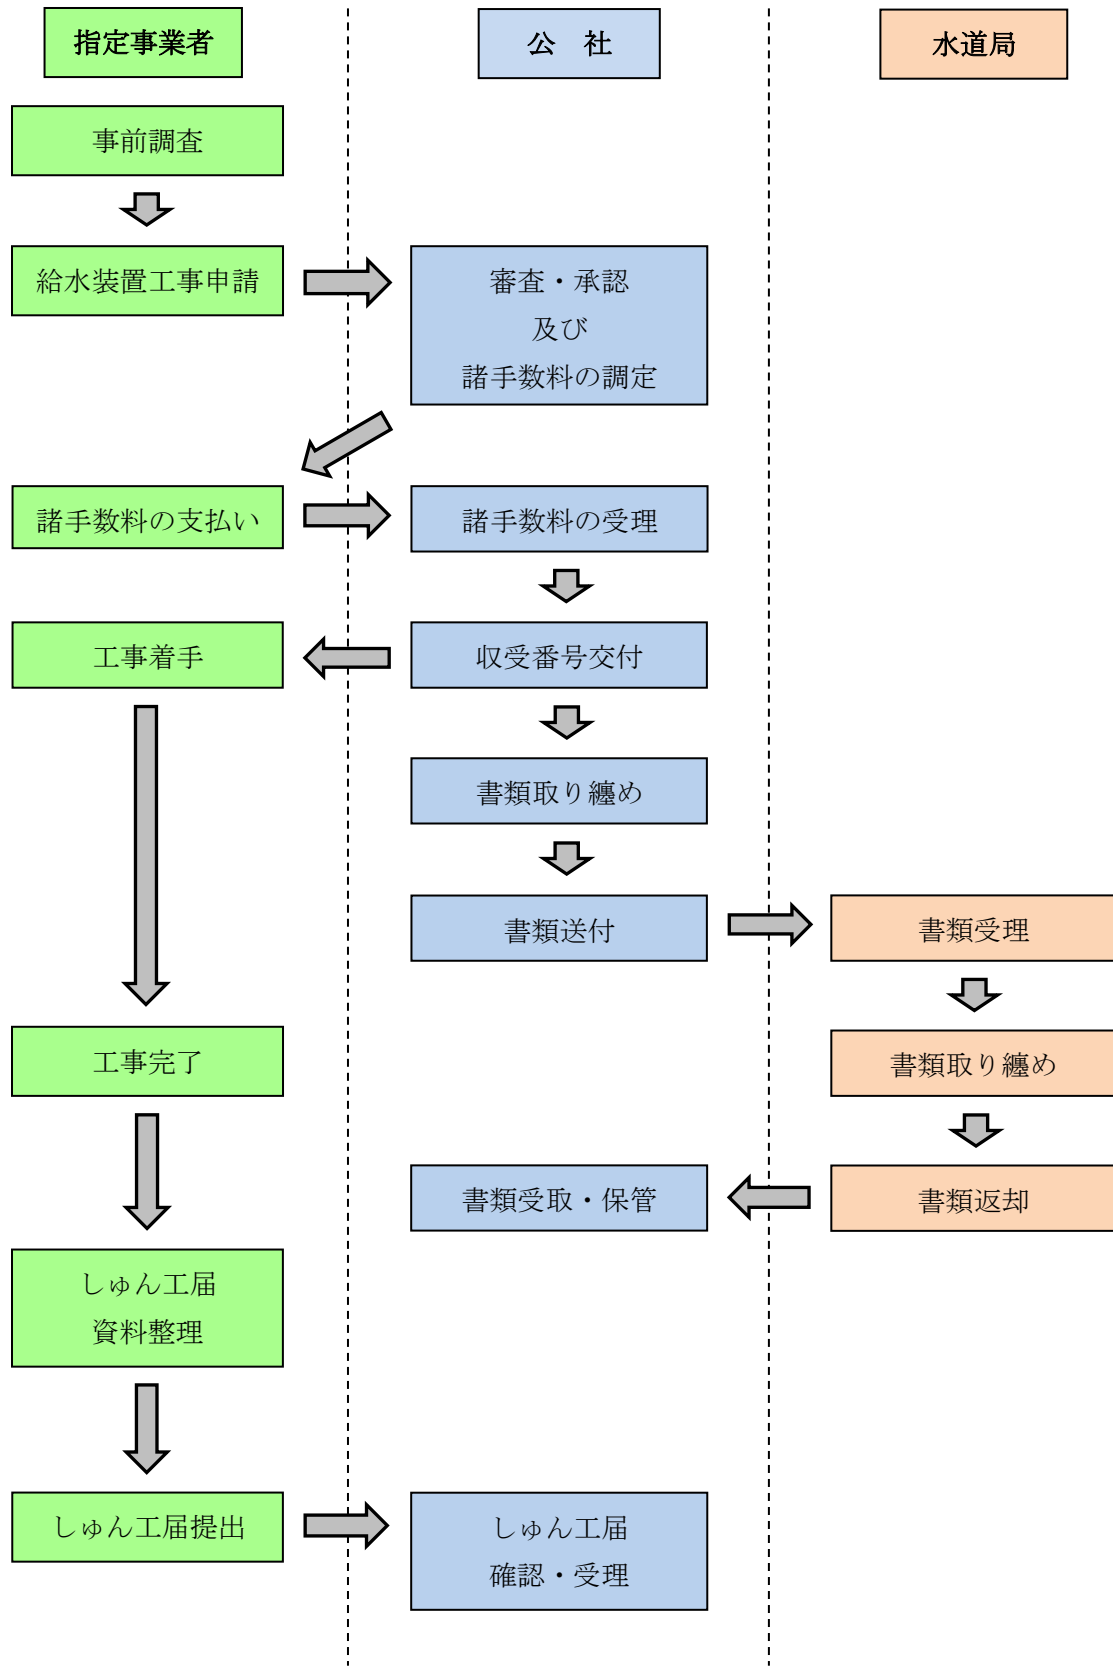 指定事業者
公　社
水道局
事前調査
給水装置工事申請
審査・承認
及び
諸手数料の調定
諸手数料の支払い
諸手数料の受理
工事着手
収受番号交付
書類取り纏め
書類送付
書類受理
工事完了
書類取り纏め
書類受取・保管
書類返却
しゅん工届
資料整理
しゅん工届提出
しゅん工届
確認・受理